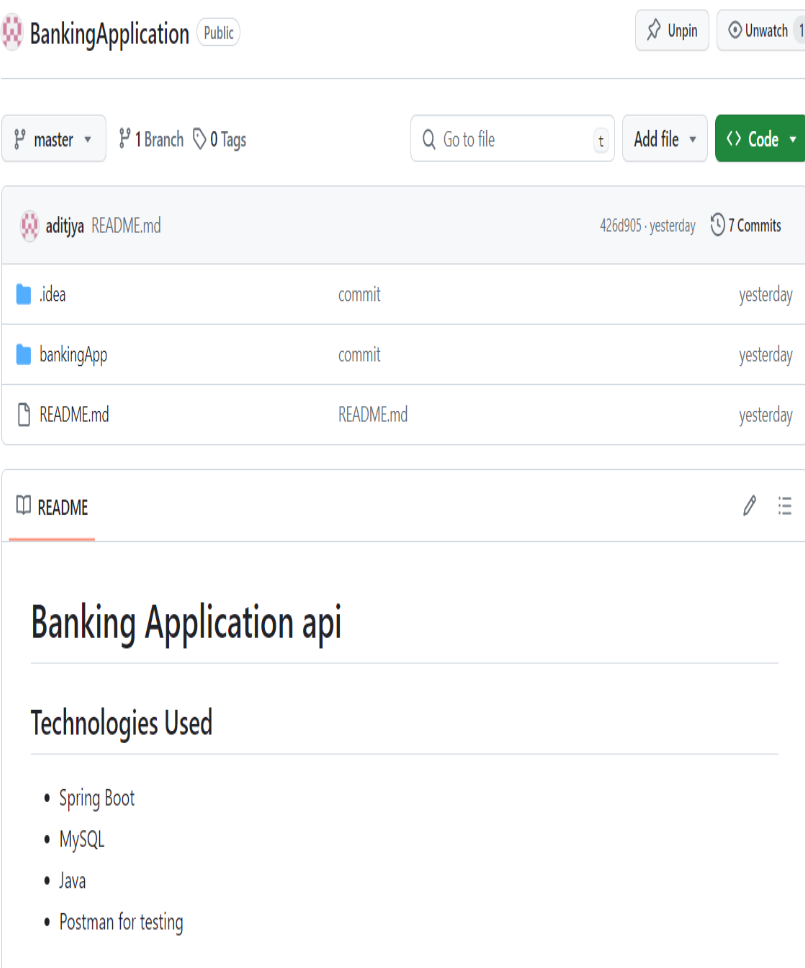 BankingApplication Public Unpin Unwatch 1
master 1 Branch 0 Tags Go to file t Add file Code
aditjya README.md 426d905 · yesterday 7 Commits
.idea commit yesterday
bankingApp commit yesterday
README.md README.md yesterday
README
Banking Application api
Technologies Used
• Spring Boot
• MySQL
• Java
• Postman for testing